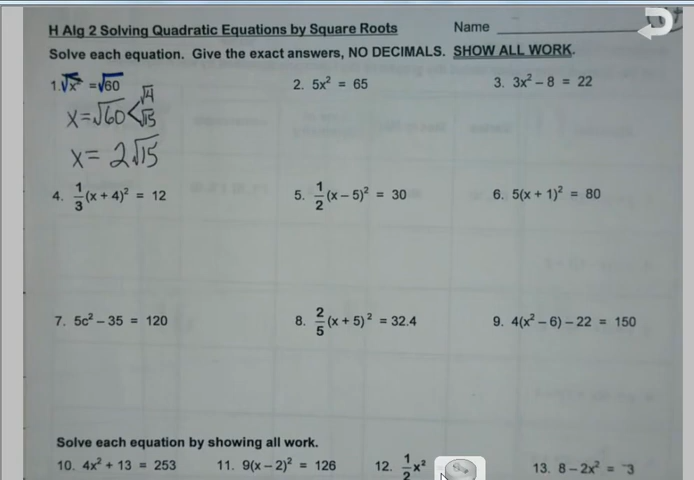 H Alg 2 Solving Quadratic Equations by Square Roots Name
Solve each equation. Give the exact answers, NO DECIMALS. SHOW ALL WORK.
1. √x² = √60 2. 5x² = 65 3. 3x² – 8 = 22
x = √60 < √4 √15
x = 2√15
4. 1/3(x + 4)² = 12 5. 1/2(x – 5)² = 30 6. 5(x + 1)² = 80
7. 5c² – 35 = 120 8. 2/5(x + 5)² = 32.4 9. 4(x² – 6) – 22 = 150
Solve each equation by showing all work.
10. 4x² + 13 = 253 11. 9(x – 2)² = 126 12. 1/2x² 13. 8 – 2x² = ⁻3